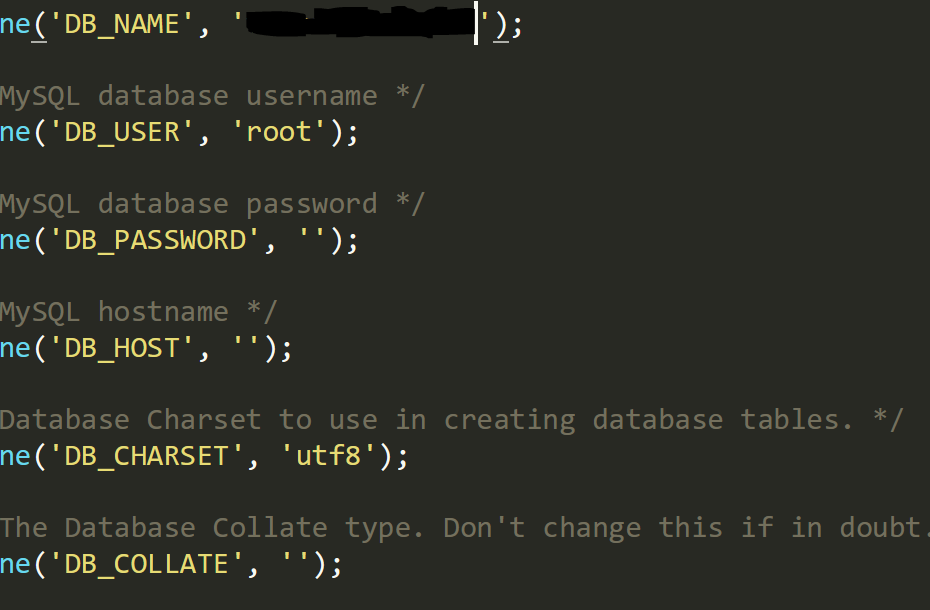 ne('DB_NAME', '');
MySQL database username */
ne('DB_USER', 'root');
MySQL database password */
ne('DB_PASSWORD', '');
MySQL hostname */
ne('DB_HOST', '');
Database Charset to use in creating database tables. */
ne('DB_CHARSET', 'utf8');
The Database Collate type. Don't change this if in doubt.
ne('DB_COLLATE', '');